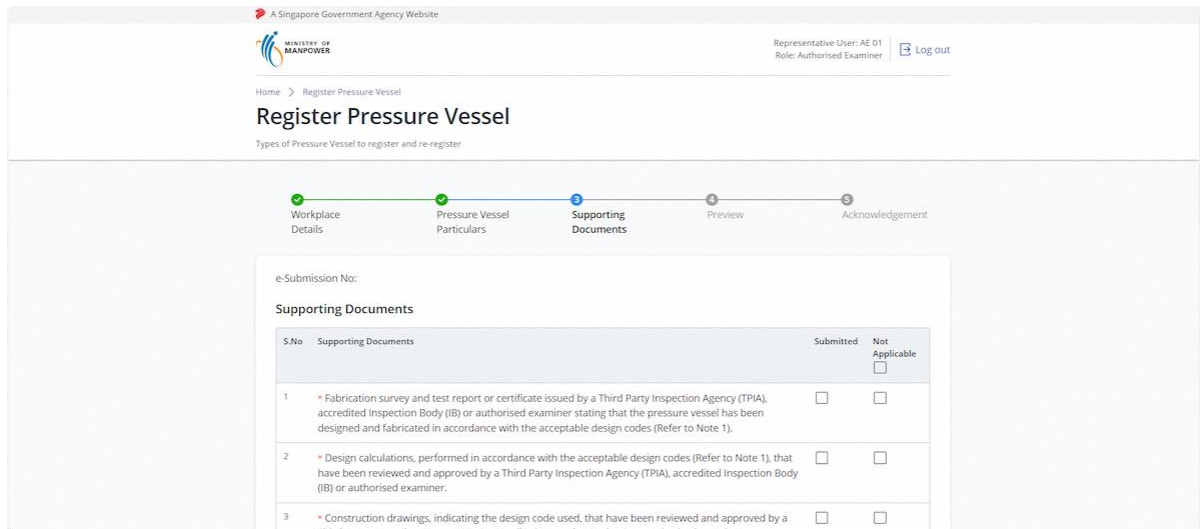 A Singapore Government Agency Website
MINISTRY OF
MANPOWER
Representative User: AE 01
Role: Authorised Examiner
Log out
Home > Register Pressure Vessel
Register Pressure Vessel
Types of Pressure Vessel to register and re-register
3 4 5
Workplace
Details
Pressure Vessel
Particulars
Supporting
Documents
Preview
Acknowledgement
e-Submission No:
Supporting Documents
S.No Supporting Documents Submitted Not
Applicable
1 * Fabrication survey and test report or certificate issued by a Third Party Inspection Agency (TPIA),
accredited Inspection Body (IB) or authorised examiner stating that the pressure vessel has been
designed and fabricated in accordance with the acceptable design codes (Refer to Note 1).
2 * Design calculations, performed in accordance with the acceptable design codes (Refer to Note 1), that
have been reviewed and approved by a Third Party Inspection Agency (TPIA), accredited Inspection Body
(IB) or authorised examiner.
3 * Construction drawings, indicating the design code used, that have been reviewed and approved by a